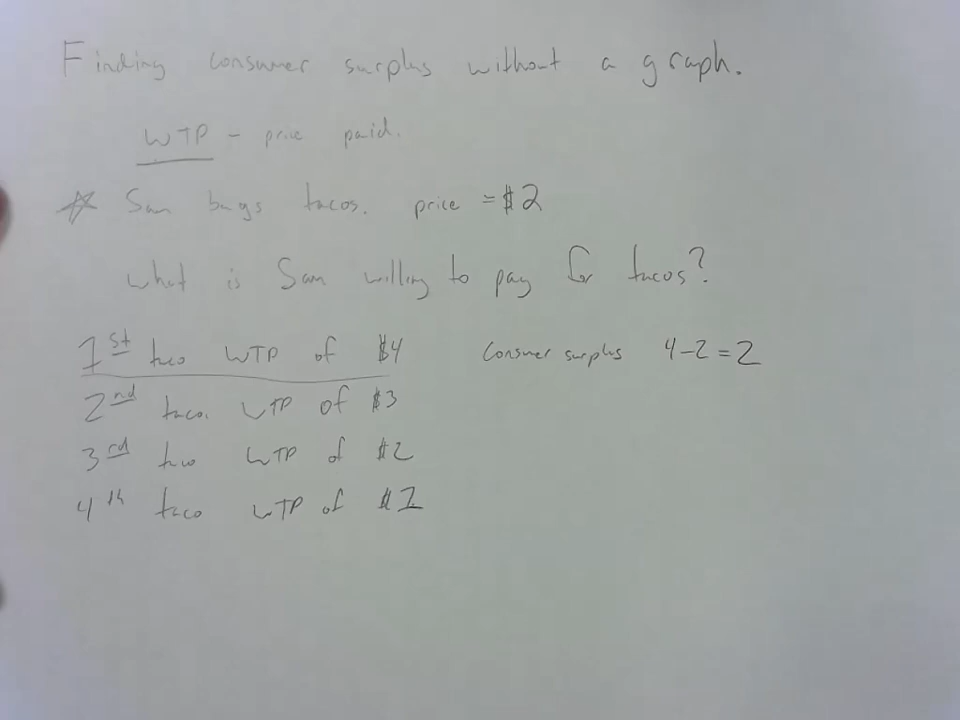 Finding consumer surplus without a graph.
WTP - price paid.
Sam buys tacos. price = $2
what is Sam willing to pay for tacos?
1st taco WTP of $4 Consumer surplus 4-2=2
2nd taco. WTP of $3
3rd taco WTP of $2
4th taco WTP of $1